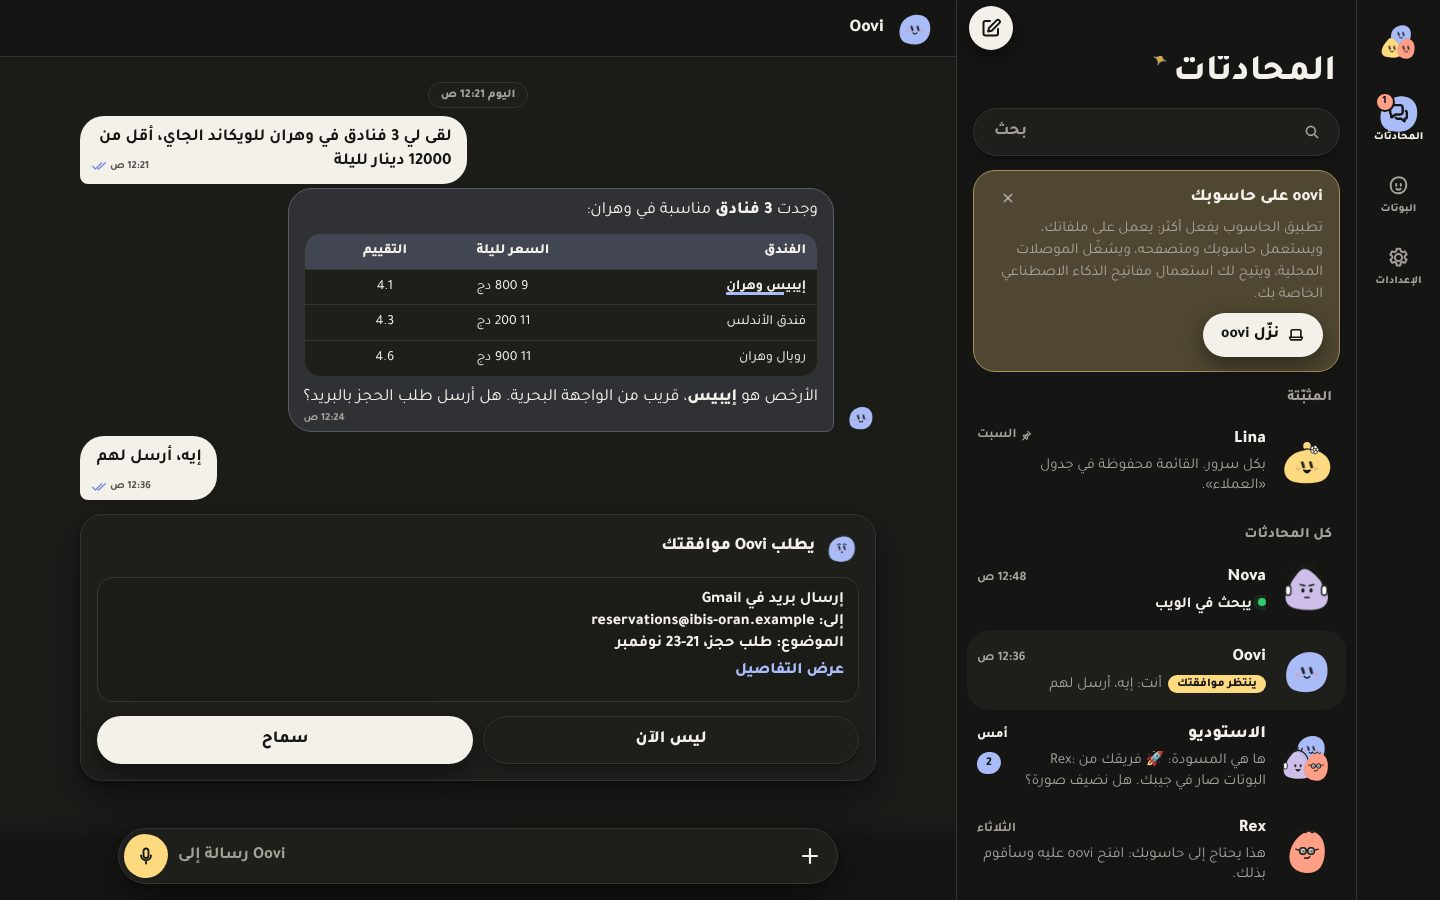 1
المحادثات
البوتات
الإعدادات
المحادثات
بحث
oovi على حاسوبك
تطبيق الحاسوب يفعل أكثر: يعمل على ملفاتك،
ويستعمل حاسوبك ومتصفحه، ويشغّل الموصلات
المحلية، ويتيح لك استعمال مفاتيح الذكاء الاصطناعي
الخاصة بك.
نزّل oovi
المثبّتة
Lina
السبت
بكل سرور. القائمة محفوظة في جدول
«العملاء».
كل المحادثات
Nova
12:48 ص
يبحث في الويب
Oovi
12:36 ص
ينتظر موافقتك أنت: إيه، أرسل لهم
الاستوديو
أمس
Rex: ها هي المسودة: 🚀 فريقك من
البوتات صار في جيبك. هل نضيف صورة؟
2
Rex
الثلاثاء
هذا يحتاج إلى حاسوبك: افتح oovi عليه وسأقوم
بذلك.
Oovi
اليوم 12:21 ص
لقى لي 3 فنادق في وهران للويكاند الجاي، أقل من
12000 دينار لليلة
12:21 ص
وجدت 3 فنادق مناسبة في وهران:
الفندق السعر لليلة التقييم
إيبيس وهران 9 800 دج 4.1
فندق الأندلس 11 200 دج 4.3
رويال وهران 11 900 دج 4.6
الأرخص هو إيبيس، قريب من الواجهة البحرية. هل أرسل طلب الحجز بالبريد؟
12:24 ص
إيه، أرسل لهم
12:36 ص
يطلب Oovi موافقتك
إرسال بريد في Gmail
إلى: reservations@ibis-oran.example
الموضوع: طلب حجز، 21-23 نوفمبر
عرض التفاصيل
ليس الآن
سماح
رسالة إلى Oovi